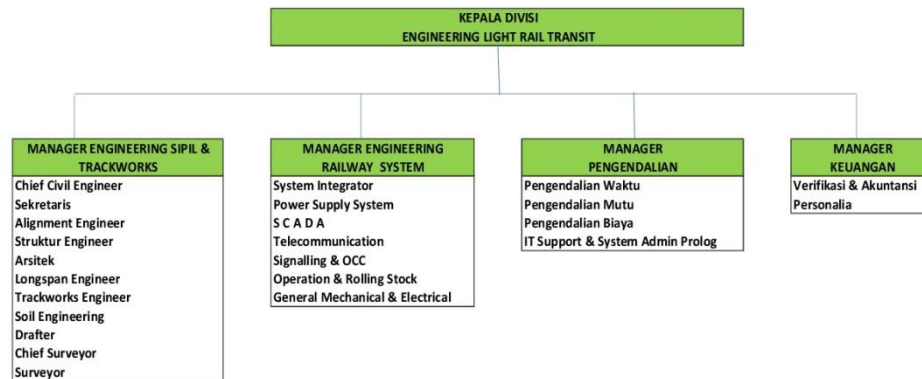 KEPALA DIVISI
ENGINEERING LIGHT RAIL TRANSIT
MANAGER ENGINEERING SIPIL &
TRACKWORKS
Chief Civil Engineer
Sekretaris
Alignment Engineer
Struktur Engineer
Arsitek
Longspan Engineer
Trackworks Engineer
Soil Engineering
Drafter
Chief Surveyor
Surveyor
MANAGER ENGINEERING
RAILWAY SYSTEM
System Integrator
Power Supply System
S C A D A
Telecommunication
Signalling & OCC
Operation & Rolling Stock
General Mechanical & Electrical
MANAGER
PENGENDALIAN
Pengendalian Waktu
Pengendalian Mutu
Pengendalian Biaya
IT Support & System Admin Prolog
MANAGER
KEUANGAN
Verifikasi & Akuntansi
Personalia